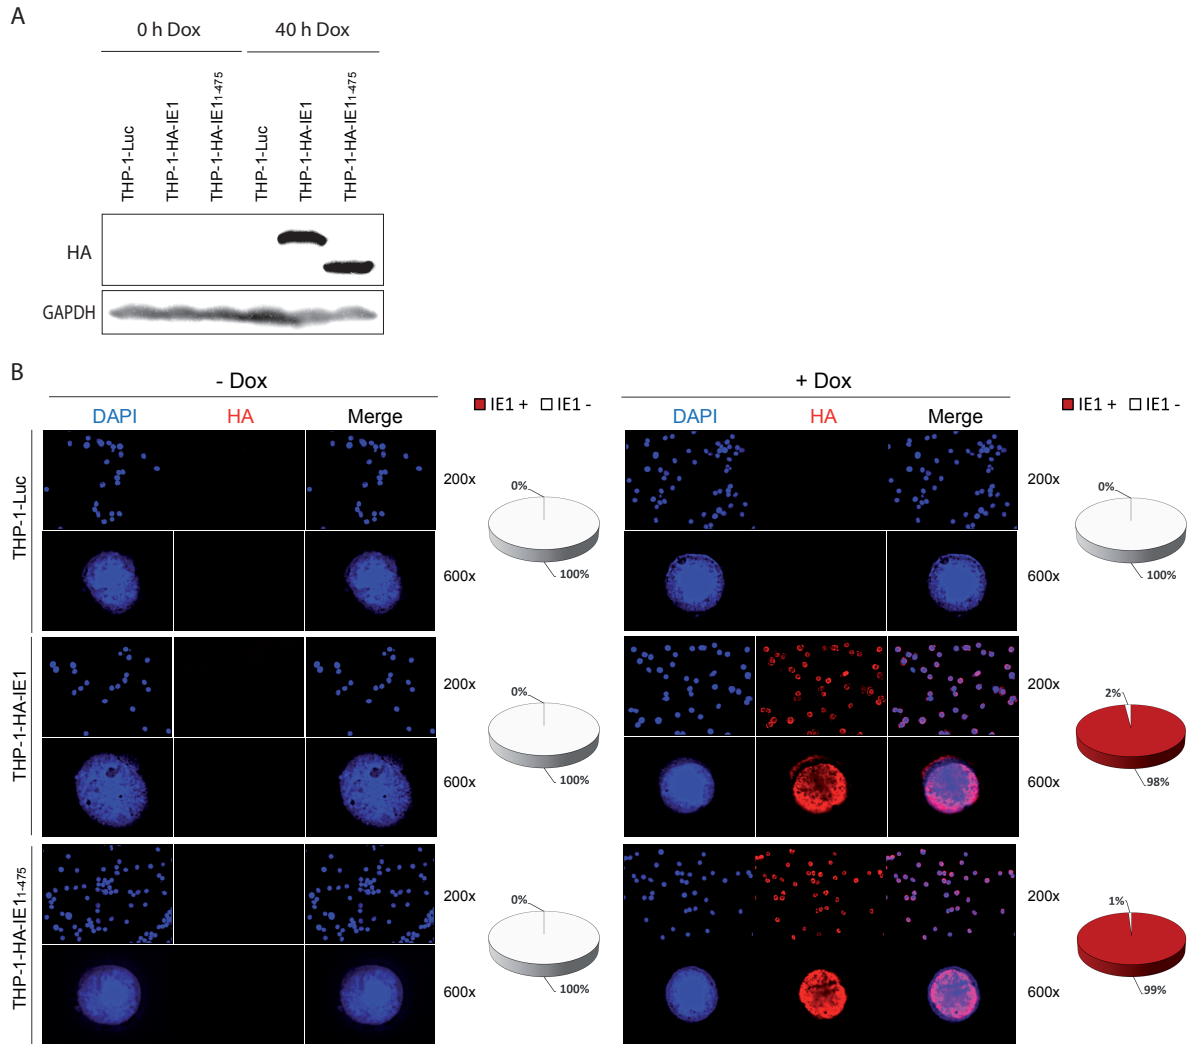 A
0 h Dox 40 h Dox
THP-1-Luc
THP-1-HA-IE1
THP-1-HA-IE11-475
THP-1-Luc
THP-1-HA-IE1
THP-1-HA-IE11-475
HA
GAPDH
B
- Dox
+ Dox
DAPI HA Merge
IE1 + IE1 -
DAPI HA Merge
IE1 + IE1 -
THP-1-Luc
200x
0%
100%
600x
200x
0%
100%
600x
THP-1-HA-IE1
200x
0%
100%
600x
200x
2%
98%
600x
THP-1-HA-IE11-475
200x
0%
100%
600x
200x
1%
99%
600x